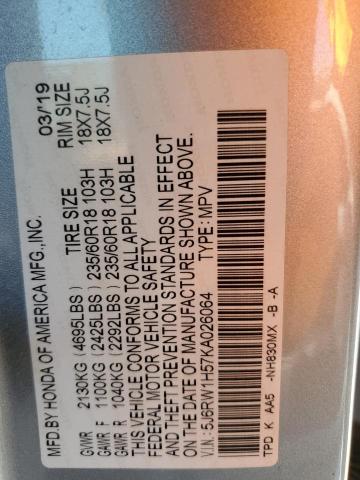 MFD.BY HONDA OF AMERICA MFG.,INC. 03/'19
TIRE SIZE RIM SIZE
GVWR 2130KG (4695LBS)
GAWR F 1100KG (2425LBS) 235/60R18 103H 18X7.5J
GAWR R 1040KG (2292LBS) 235/60R18 103H 18X7.5J
THIS VEHICLE CONFORMS TO ALL APPLICABLE
FEDERAL MOTOR VEHICLE SAFETY
AND THEFT PREVENTION STANDARDS IN EFFECT
ON THE DATE OF MANUFACTURE SHOWN ABOVE.
V.I.N.: 5J6RW1H57KA026064 TYPE: MPV
TPD K AA5 -NH830MX -B -A